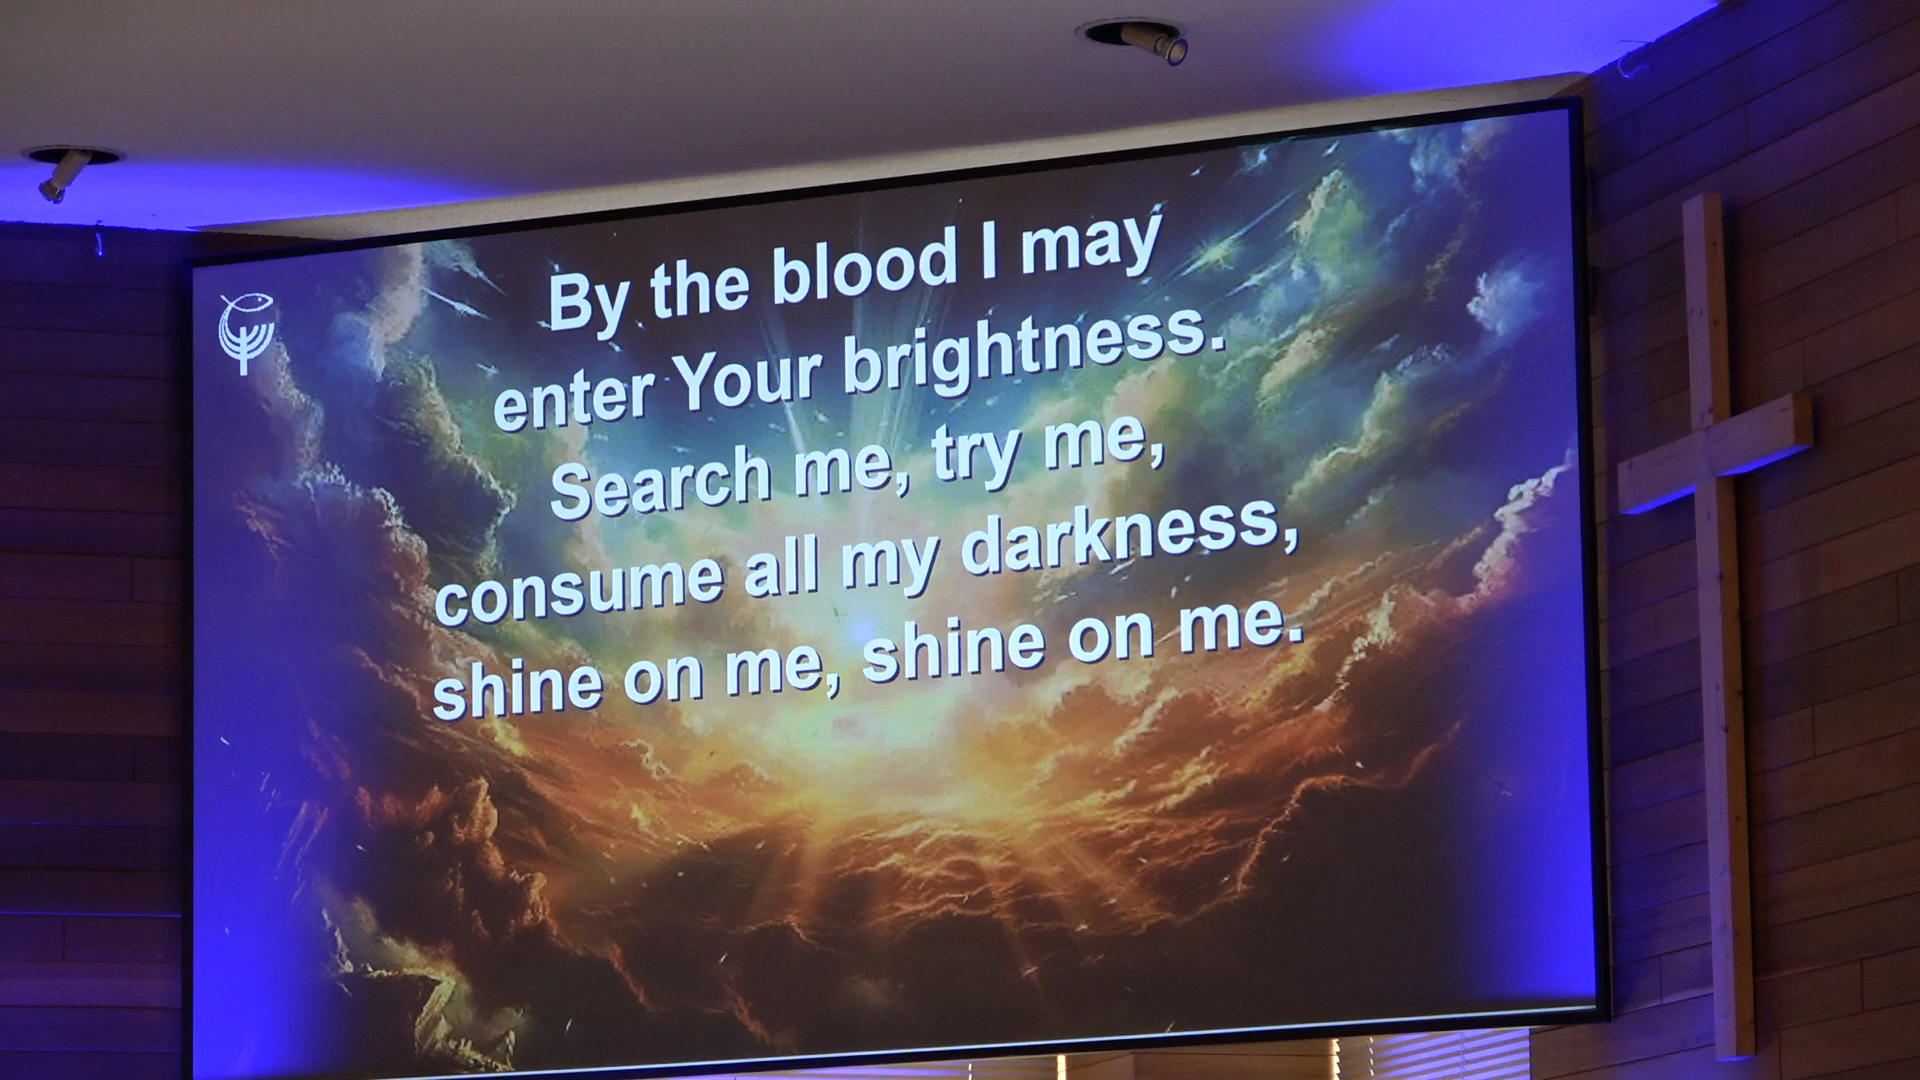 By the blood I may
enter Your brightness.
Search me, try me,
consume all my darkness,
shine on me, shine on me.